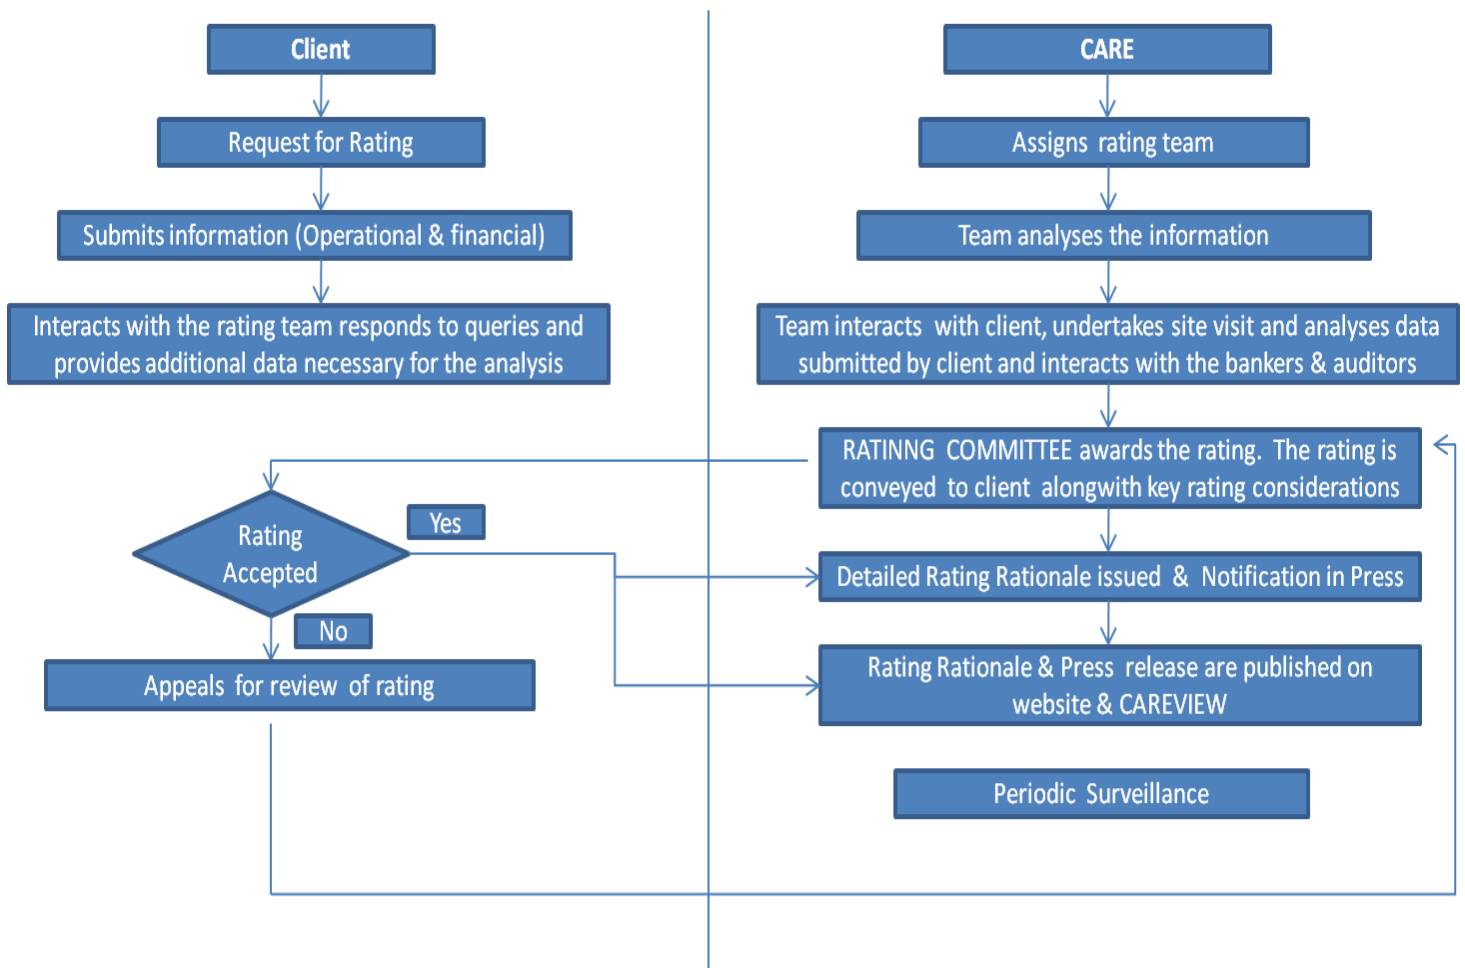 Client
Request for Rating
Submits information (Operational & financial)
Interacts with the rating team responds to queries and
provides additional data necessary for the analysis
Rating
Accepted
Yes
No
Appeals for review of rating
CARE
Assigns rating team
Team analyses the information
Team interacts with client, undertakes site visit and analyses data
submitted by client and interacts with the bankers & auditors
RATINNG COMMITTEE awards the rating. The rating is
conveyed to client alongwith key rating considerations
Detailed Rating Rationale issued & Notification in Press
Rating Rationale & Press release are published on
website & CAREVIEW
Periodic Surveillance